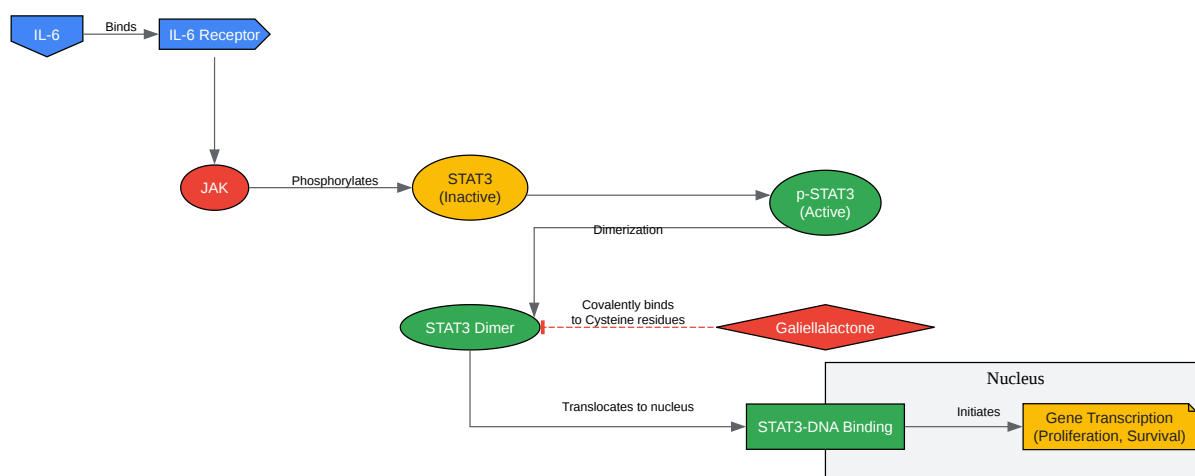 IL-6
Binds
IL-6 Receptor
JAK
Phosphorylates
STAT3
(Inactive)
p-STAT3
(Active)
Dimerization
STAT3 Dimer
Covalently binds
to Cysteine residues
Galiellalactone
Nucleus
Translocates to nucleus
STAT3-DNA Binding
Initiates
Gene Transcription
(Proliferation, Survival)